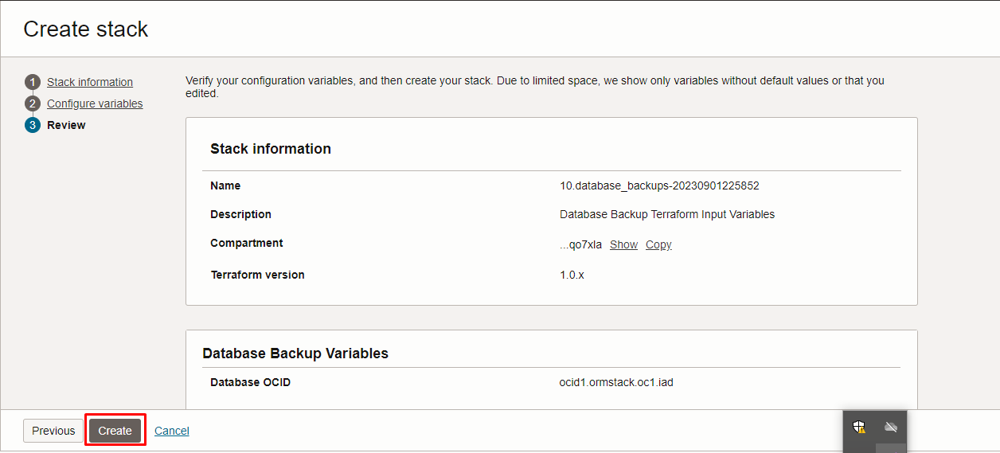 Create stack
1 Stack information
2 Configure variables
3 Review
Verify your configuration variables, and then create your stack. Due to limited space, we show only variables without default values or that you
edited.
Stack information
Name 10.database_backups-20230901225852
Description Database Backup Terraform Input Variables
Compartment ...qo7xla Show Copy
Terraform version 1.0.x
Database Backup Variables
Database OCID ocid1.ormstack.oc1.iad
Previous Create Cancel